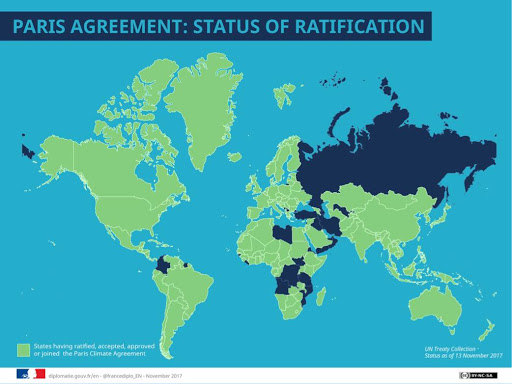 PARIS AGREEMENT: STATUS OF RATIFICATION
States having ratified, accepted, approved
or joined the Paris Climate Agreement
UN Treaty Collection -
Status as of 13 November 2017
diplomatie.gouv.fr/en - @francediplo_EN - November 2017
BY-NC-SA